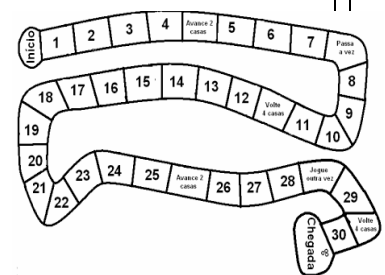 Início
1
2
3
4
Avance 2
casas
5
6
7
Passa
a vez
8
9
10
11
Volte
4 casas
12
13
14
15
16
17
18
19
20
21
22
23
24
25
Avance 2
casas
26
27
28
Jogue
outra vez
29
Volte
4 casas
30
Chegada